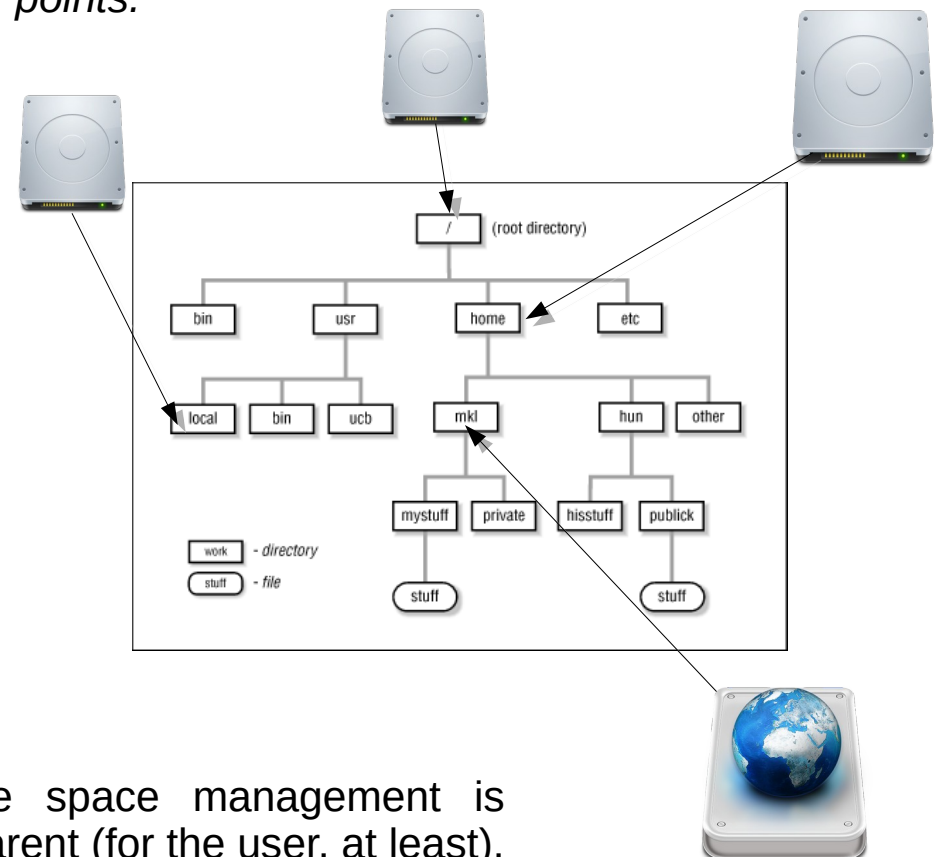 points.
/ (root directory)
bin usr home etc
local bin ucb mkl hun other
mystuff private hisstuff publick
work - directory
stuff - file
stuff stuff
space management is
(for the user, at least).